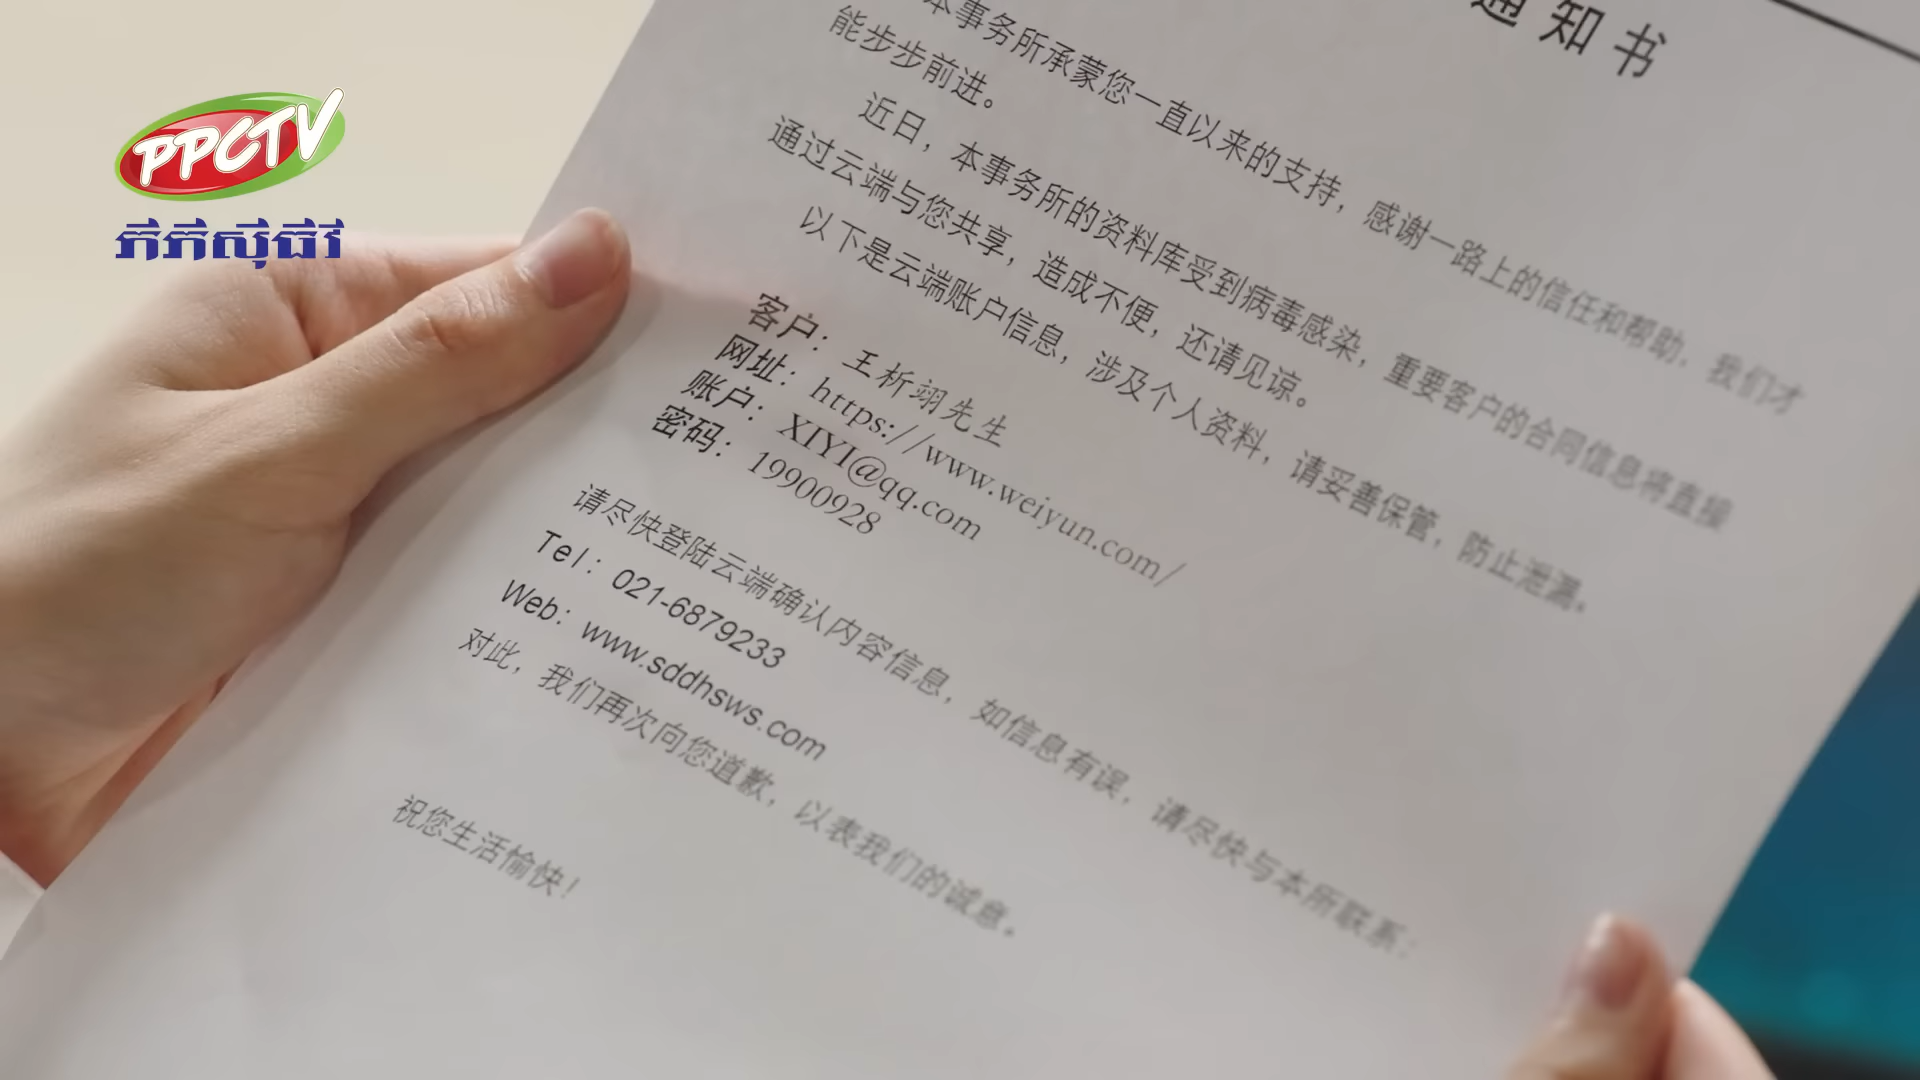 PPCTV
ភីភីស៊ីធីវី
通知书
本事务所承蒙您一直以来的支持，感谢一路上的信任和帮助，我们才
能步步前进。
近日，本事务所的资料库受到病毒感染，重要客户的合同信息将直接
通过云端与您共享，造成不便，还请见谅。
以下是云端账户信息，涉及个人资料，请妥善保管，防止泄漏。
客户：王析翊先生
网址：https://www.weiyun.com/
账户：XIYI@qq.com
密码：19900928
请尽快登陆云端确认内容信息，如信息有误，请尽快与本所联系：
Tel：021-6879233
Web：www.sddhsws.com
对此，我们再次向您道歉，以表我们的诚意。
祝您生活愉快！